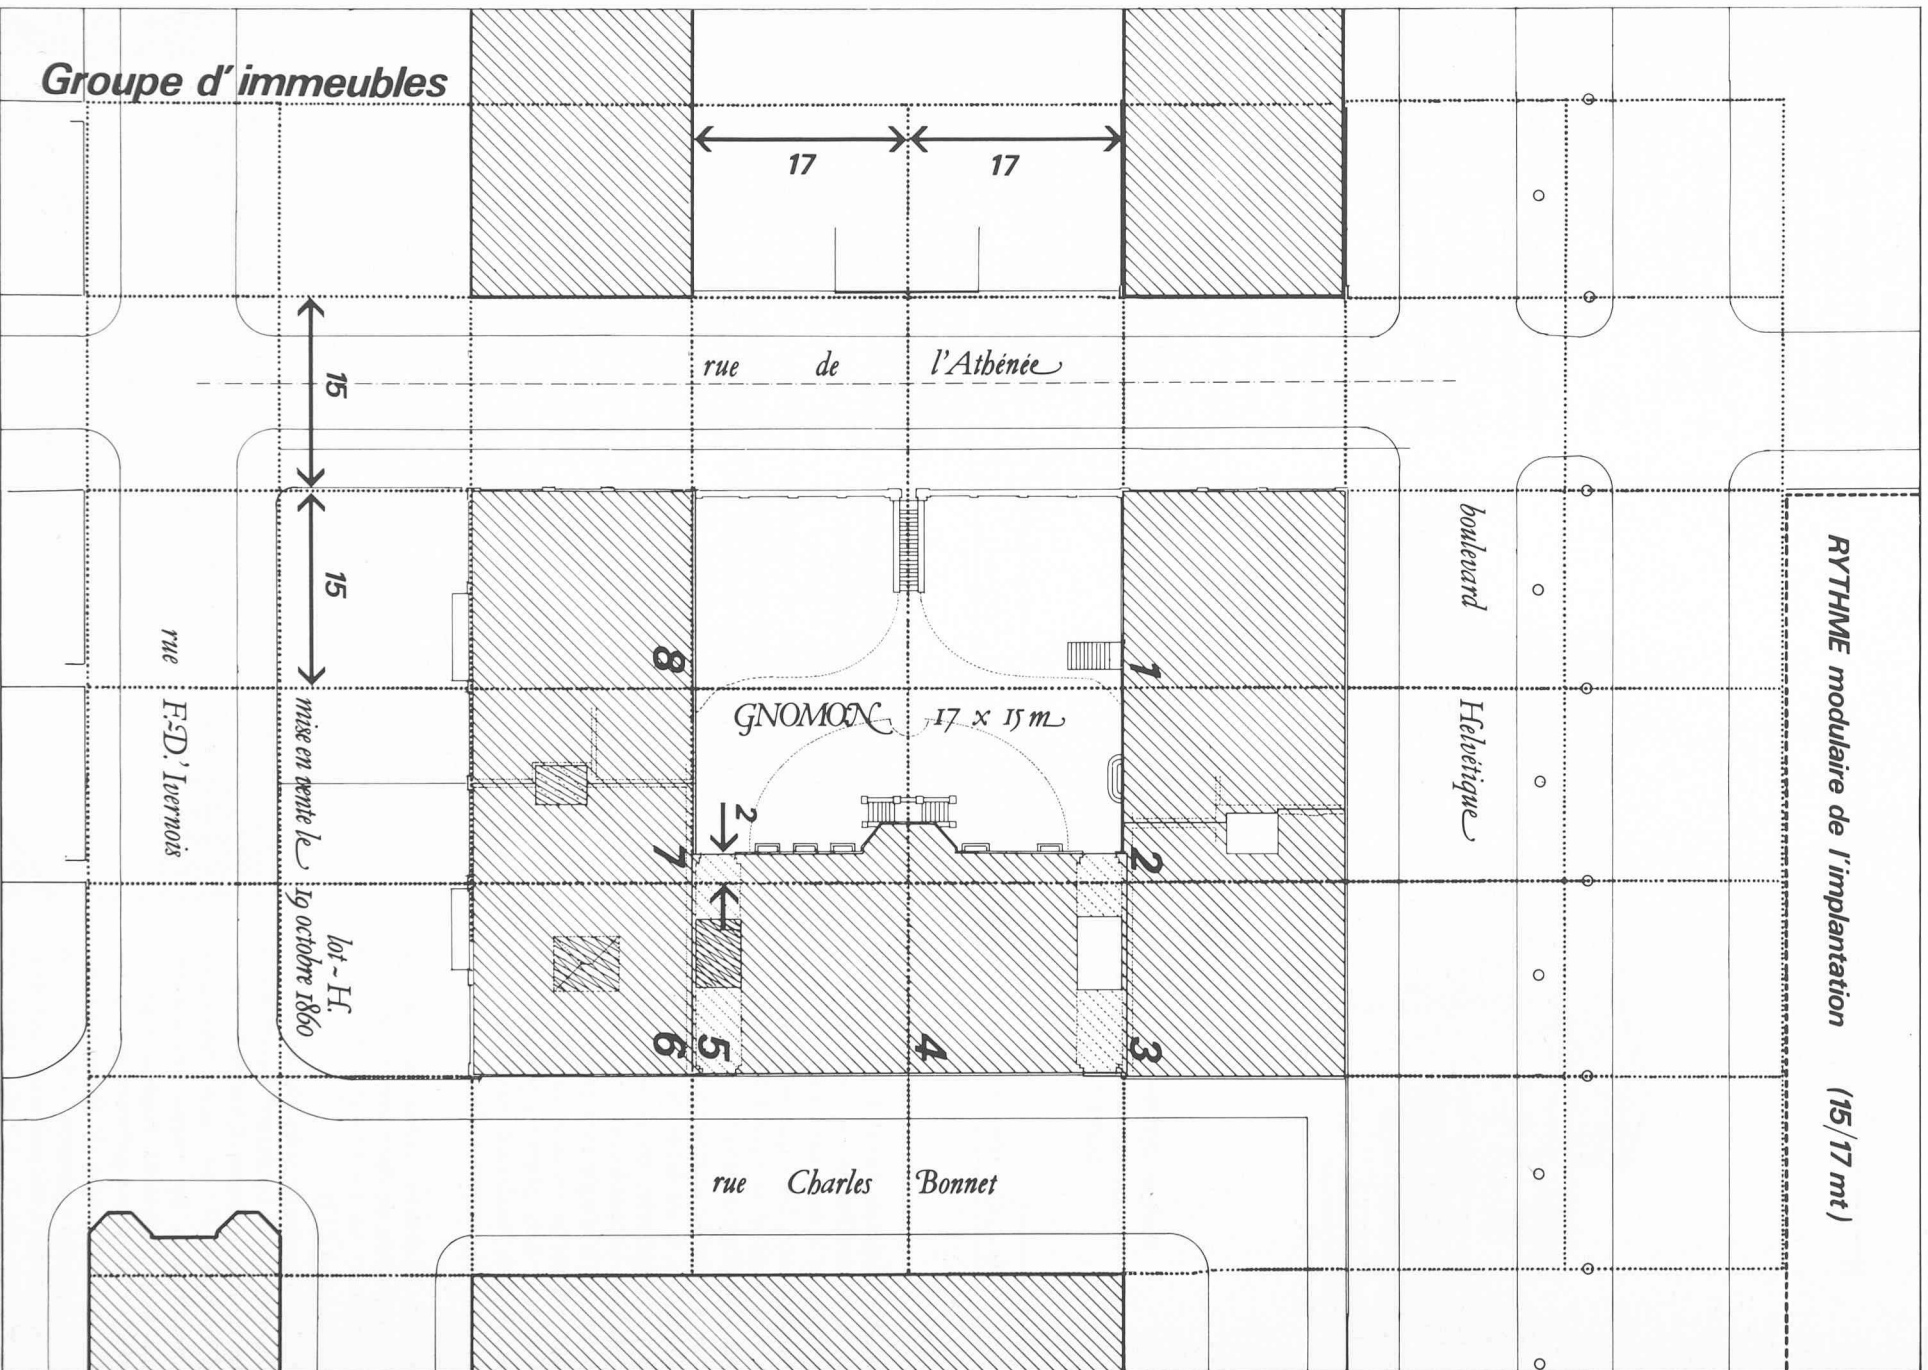 Groupe d'immeubles
17
17
rue de l'Athénée
15
15
8
1
GNOMON 17 x 15 m
2
7
2
6
5
4
3
rue F.-D.' Ivernois
mise en vente le 19 octobre 1860
lot ~ H.
boulevard Helvétique
RYTHME modulaire de l'implantation (15/17 mt)
rue Charles Bonnet